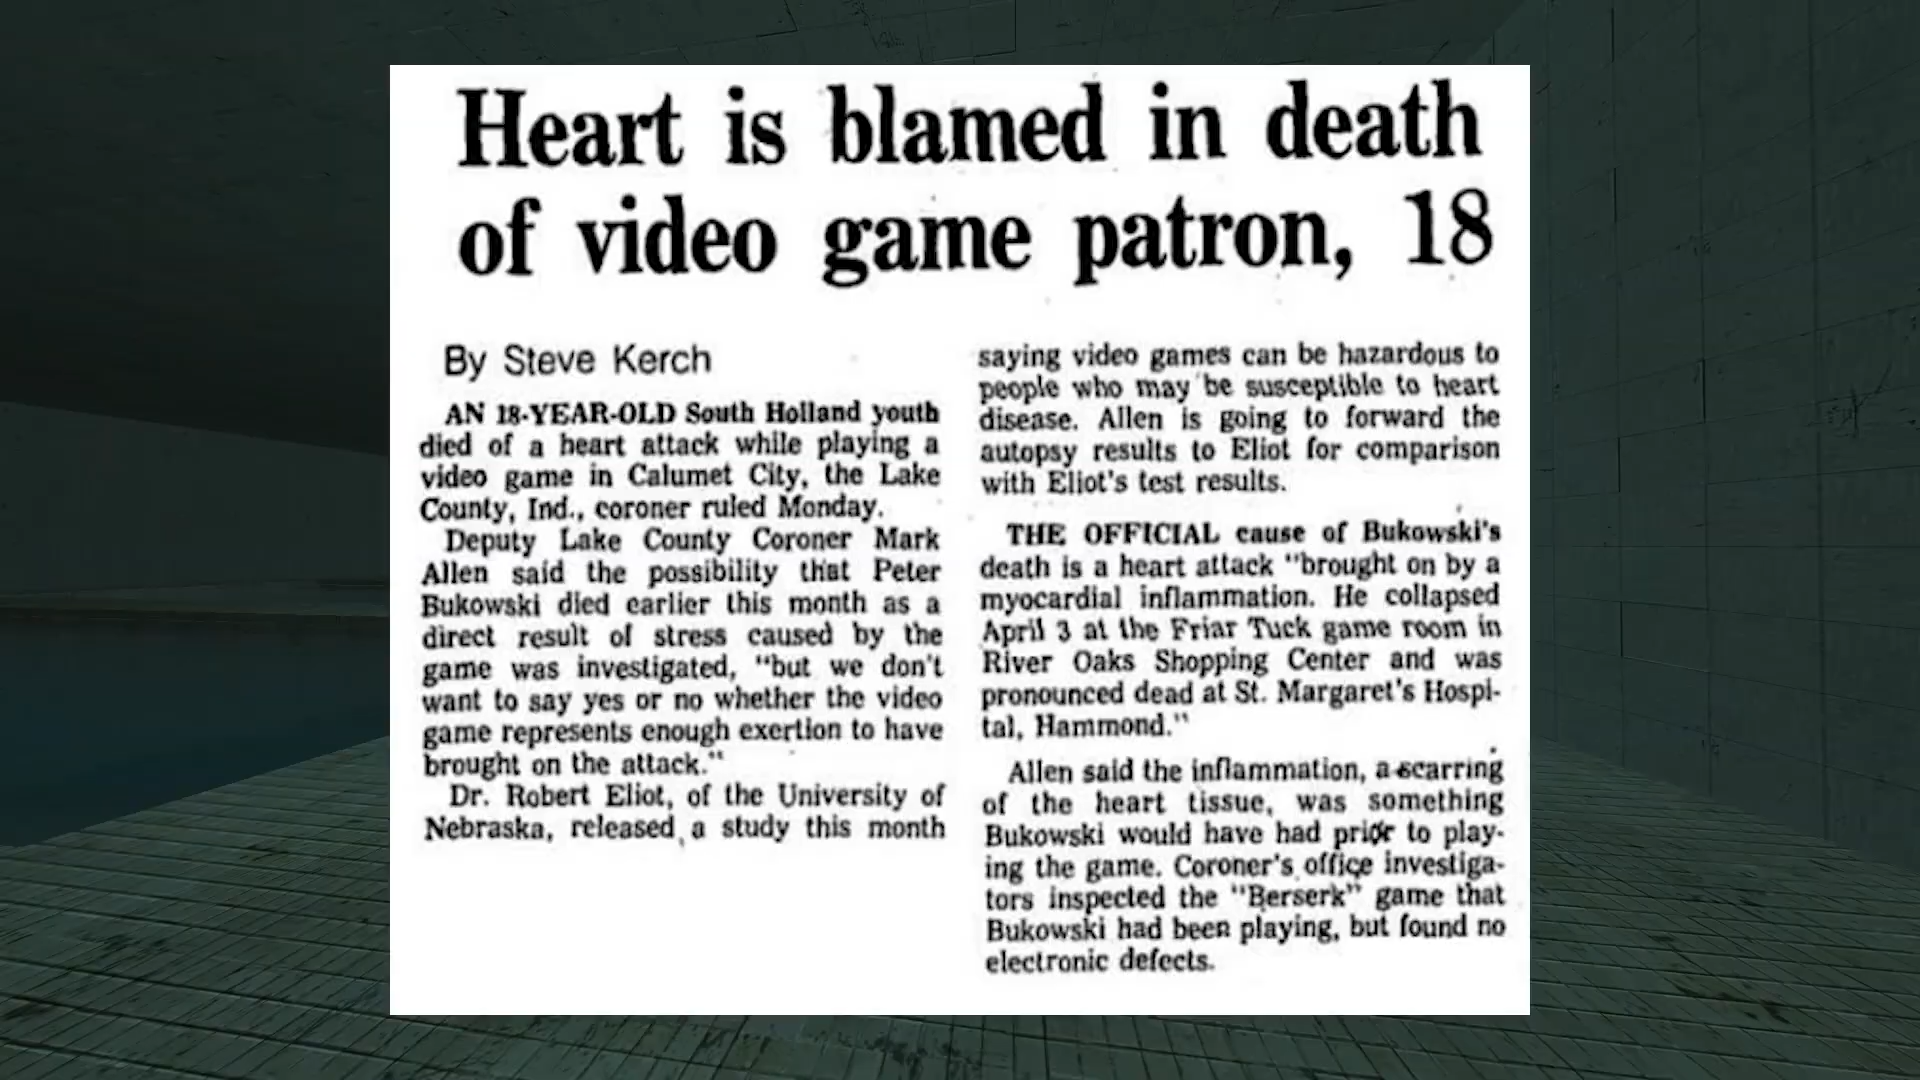 Heart is blamed in death
of video game patron, 18
By Steve Kerch
AN 18-YEAR-OLD South Holland youth
died of a heart attack while playing a
video game in Calumet City, the Lake
County, Ind., coroner ruled Monday.
Deputy Lake County Coroner Mark
Allen said the possibility that Peter
Bukowski died earlier this month as a
direct result of stress caused by the
game was investigated, "but we don't
want to say yes or no whether the video
game represents enough exertion to have
brought on the attack."
Dr. Robert Eliot, of the University of
Nebraska, released a study this month
saying video games can be hazardous to
people who may be susceptible to heart
disease. Allen is going to forward the
autopsy results to Eliot for comparison
with Eliot's test results.
THE OFFICIAL cause of Bukowski's
death is a heart attack "brought on by a
myocardial inflammation. He collapsed
April 3 at the Friar Tuck game room in
River Oaks Shopping Center and was
pronounced dead at St. Margaret's Hospi-
tal, Hammond."
Allen said the inflammation, a scarring
of the heart tissue, was something
Bukowski would have had prior to play-
ing the game. Coroner's office investiga-
tors inspected the "Berserk" game that
Bukowski had been playing, but found no
electronic defects.